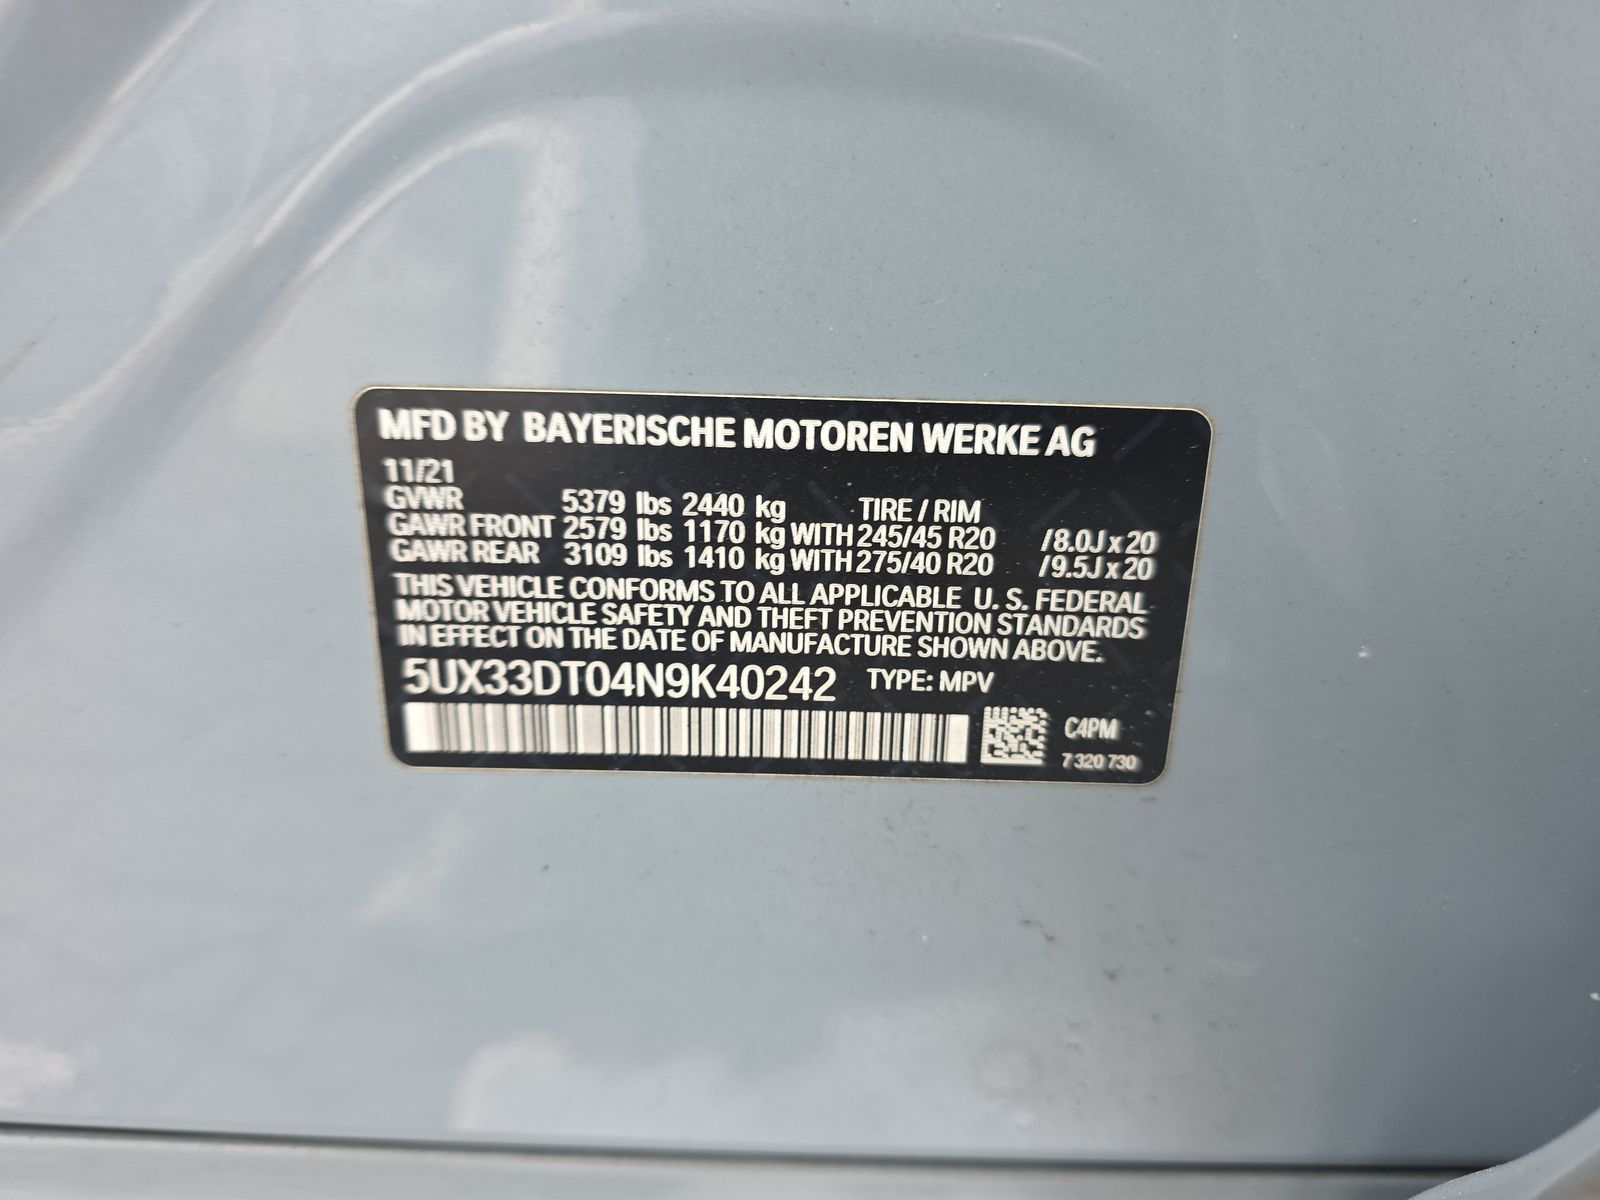 MFD BY BAYERISCHE MOTOREN WERKE AG
11/21
GVWR 5379 lbs 2440 kg TIRE / RIM
GAWR FRONT 2579 lbs 1170 kg WITH 245/45 R20 /8.0J x 20
GAWR REAR 3109 lbs 1410 kg WITH 275/40 R20 /9.5J x 20
THIS VEHICLE CONFORMS TO ALL APPLICABLE U. S. FEDERAL
MOTOR VEHICLE SAFETY AND THEFT PREVENTION STANDARDS
IN EFFECT ON THE DATE OF MANUFACTURE SHOWN ABOVE.
5UX33DT04N9K40242 TYPE: MPV
C4PM
7 320 730